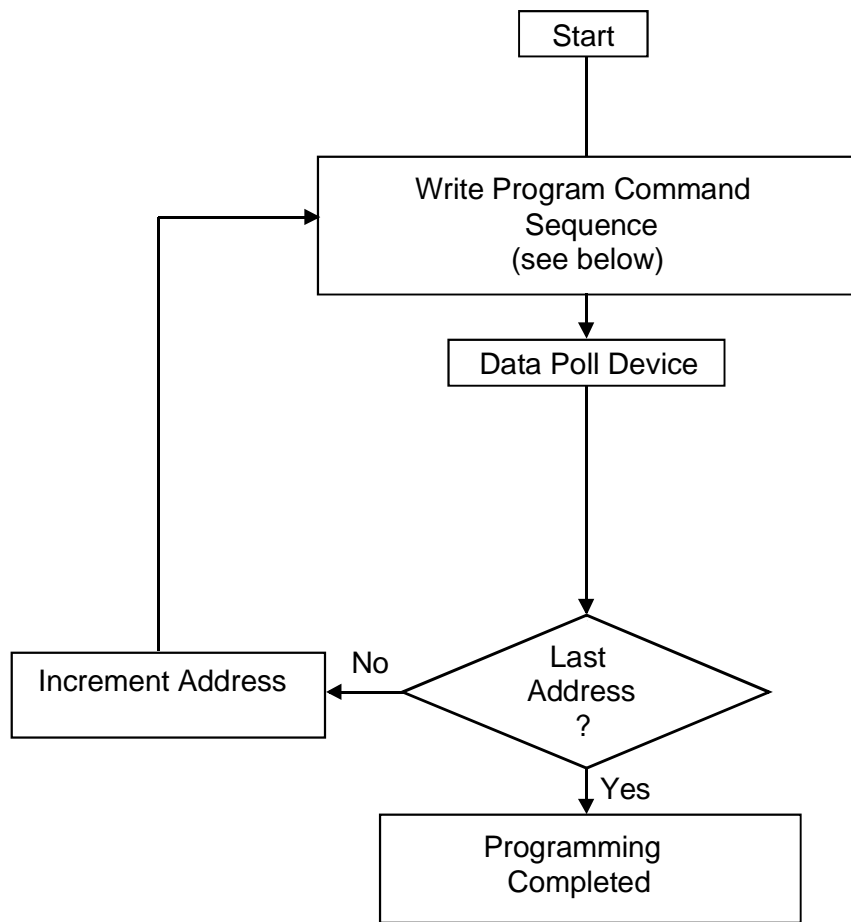 Start
Write Program Command
Sequence
(see below)
Data Poll Device
Last
Address
?
No
Increment Address
Yes
Programming
Completed